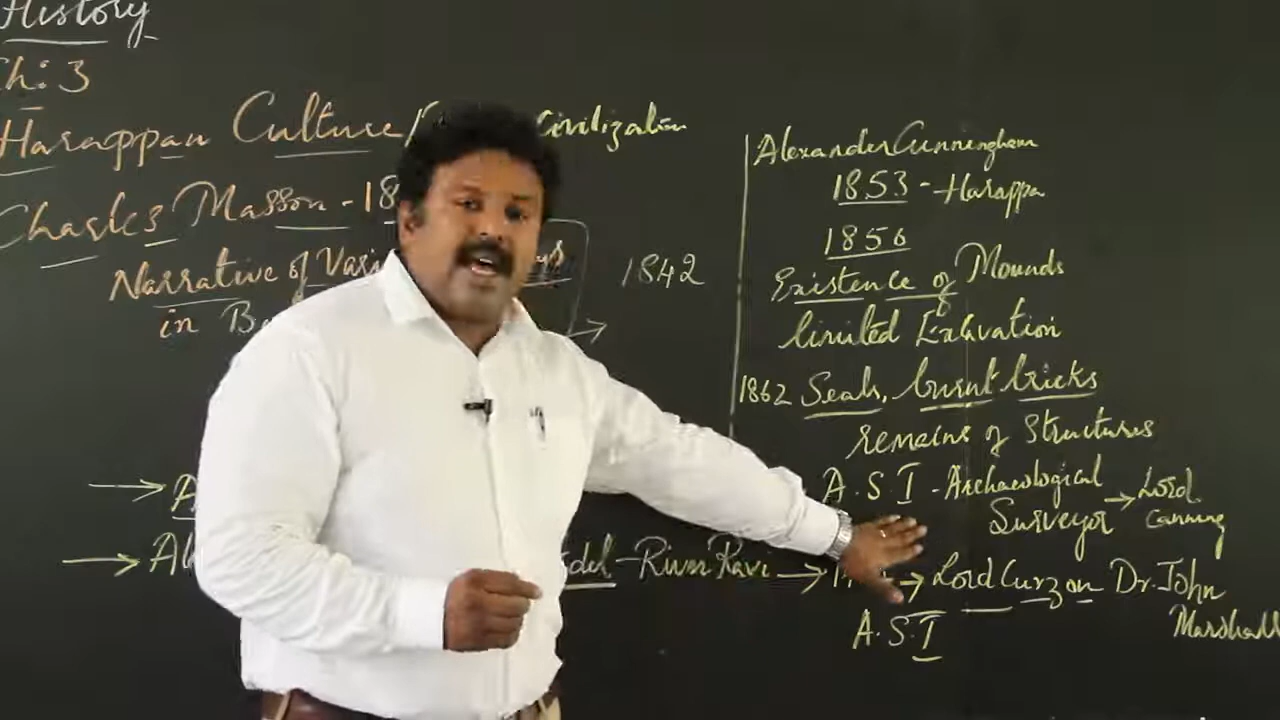 History
Ch: 3
Harappan Culture / Civilization
Charles Masson - 18
Narrative of Vari ys
in B
1842
Alexander Cunningham
1853 - Harappa
1856
Existence of Mounds
limited Excavation
1862 Seals, burnt bricks
remains of Structures
A.S.I - Archaeological
Surveyor → Lord
Canning
→ A
→ Al del - River Ravi → → Lord Curzon Dr. John
Marshall
A.S.I